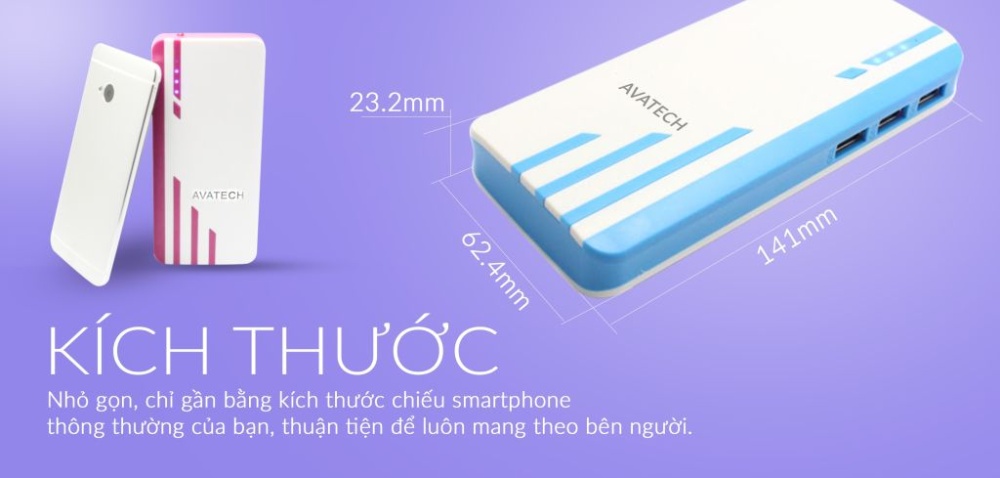 AVATECH
23.2mm
AVATECH
62.4mm
141mm
KÍCH THƯỚC
Nhỏ gọn, chỉ gần bằng kích thước chiếu smartphone
thông thường của bạn, thuận tiện để luôn mang theo bên người.